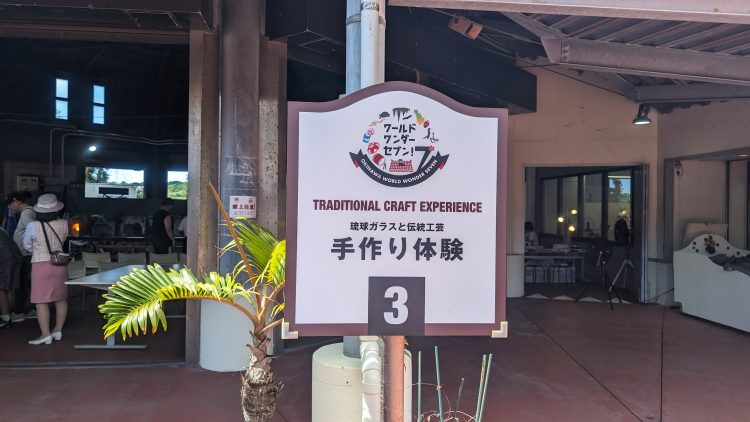 ワールド
ワンダー
セブン!
7
OKINAWA WORLD WONDER SEVEN
TRADITIONAL CRAFT EXPERIENCE
琉球ガラスと伝統工芸
手作り体験
3